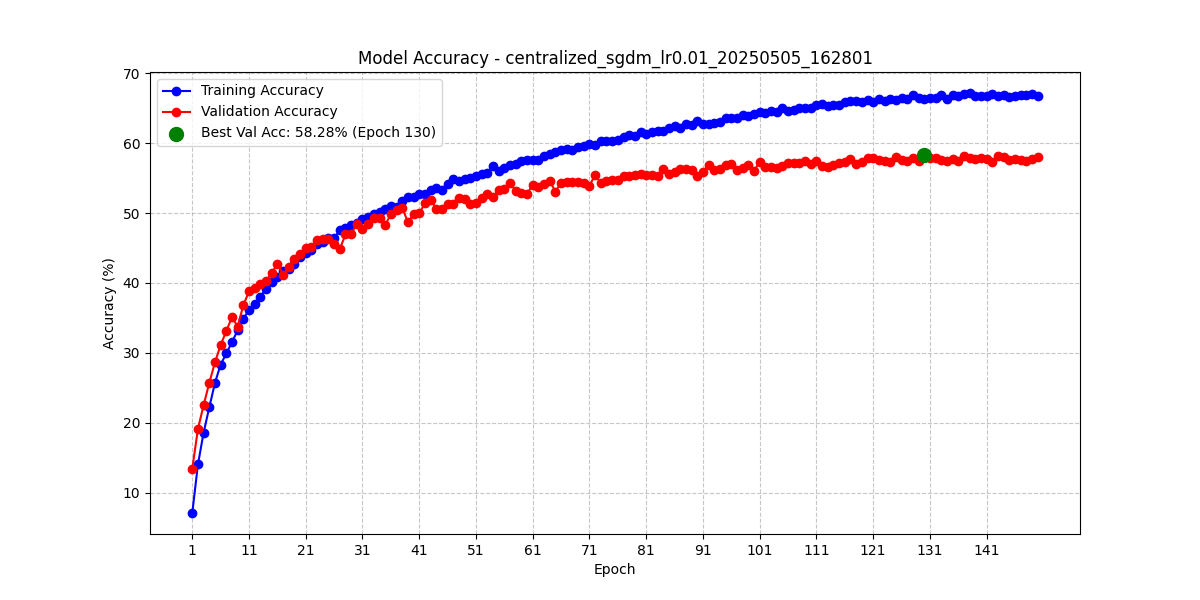 Model Accuracy - centralized_sgdm_lr0.01_20250505_162801
Training Accuracy
Validation Accuracy
Best Val Acc: 58.28% (Epoch 130)
Accuracy (%)
70
60
50
40
30
20
10
1 11 21 31 41 51 61 71 81 91 101 111 121 131 141
Epoch